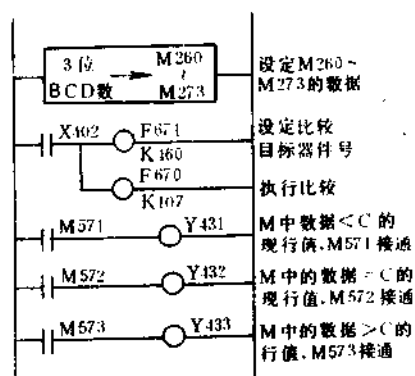 3位 M260
→ ~
BCD数 M273
设定M260~
M273的数据
X402 F671
K460
设定比较
目标器件号
F670
K107
执行比较
M571 Y431
M中数据<C的
现行值,M571接通
M572 Y432
M中的数据=C的
现行值,M572接通
M573 Y433
M中的数据>C的
行值,M573接通